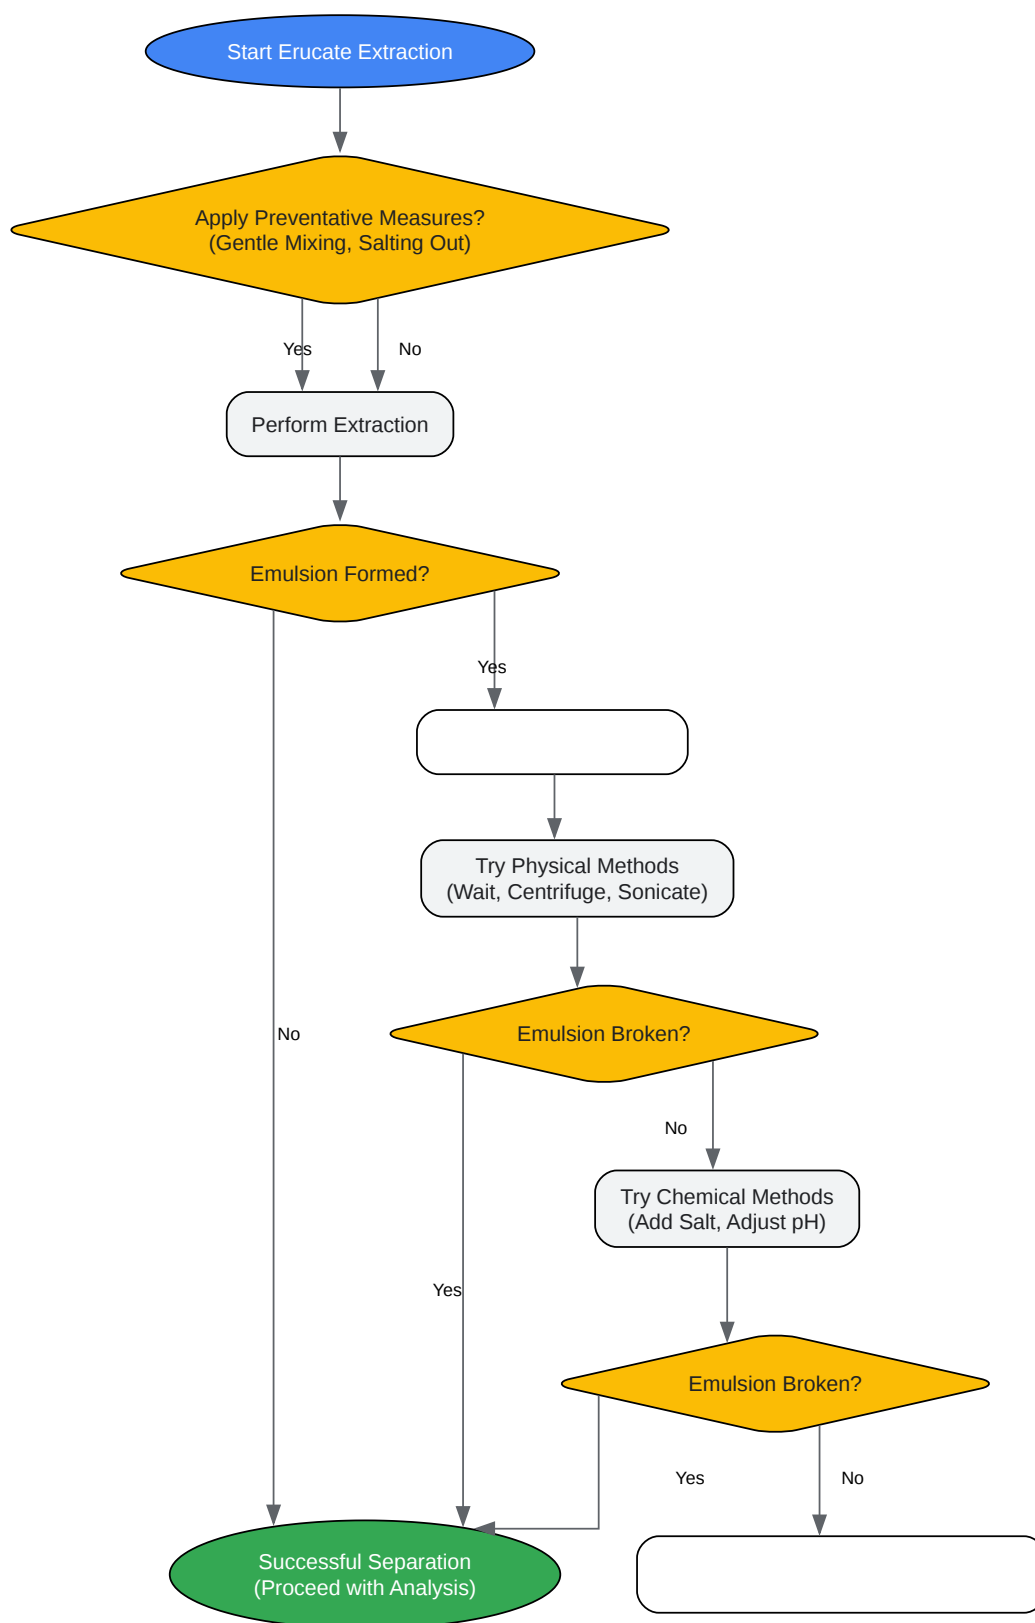 Start Erucate Extraction
Apply Preventative Measures?
(Gentle Mixing, Salting Out)
Yes
No
Perform Extraction
Emulsion Formed?
Yes
Try Physical Methods
(Wait, Centrifuge, Sonicate)
No
Emulsion Broken?
No
Try Chemical Methods
(Add Salt, Adjust pH)
Yes
Emulsion Broken?
Yes
No
Successful Separation
(Proceed with Analysis)